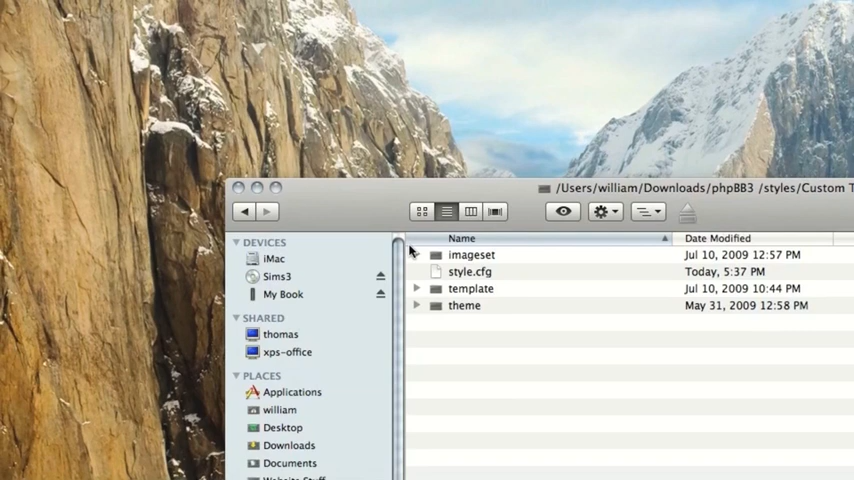 /Users/william/Downloads/phpBB3 /styles/Custom T
Name Date Modified
DEVICES
iMac
Sims3
My Book
SHARED
thomas
xps-office
PLACES
Applications
william
Desktop
Downloads
Documents
Website Stuff
imageset Jul 10, 2009 12:57 PM
style.cfg Today, 5:37 PM
template Jul 10, 2009 10:44 PM
theme May 31, 2009 12:58 PM